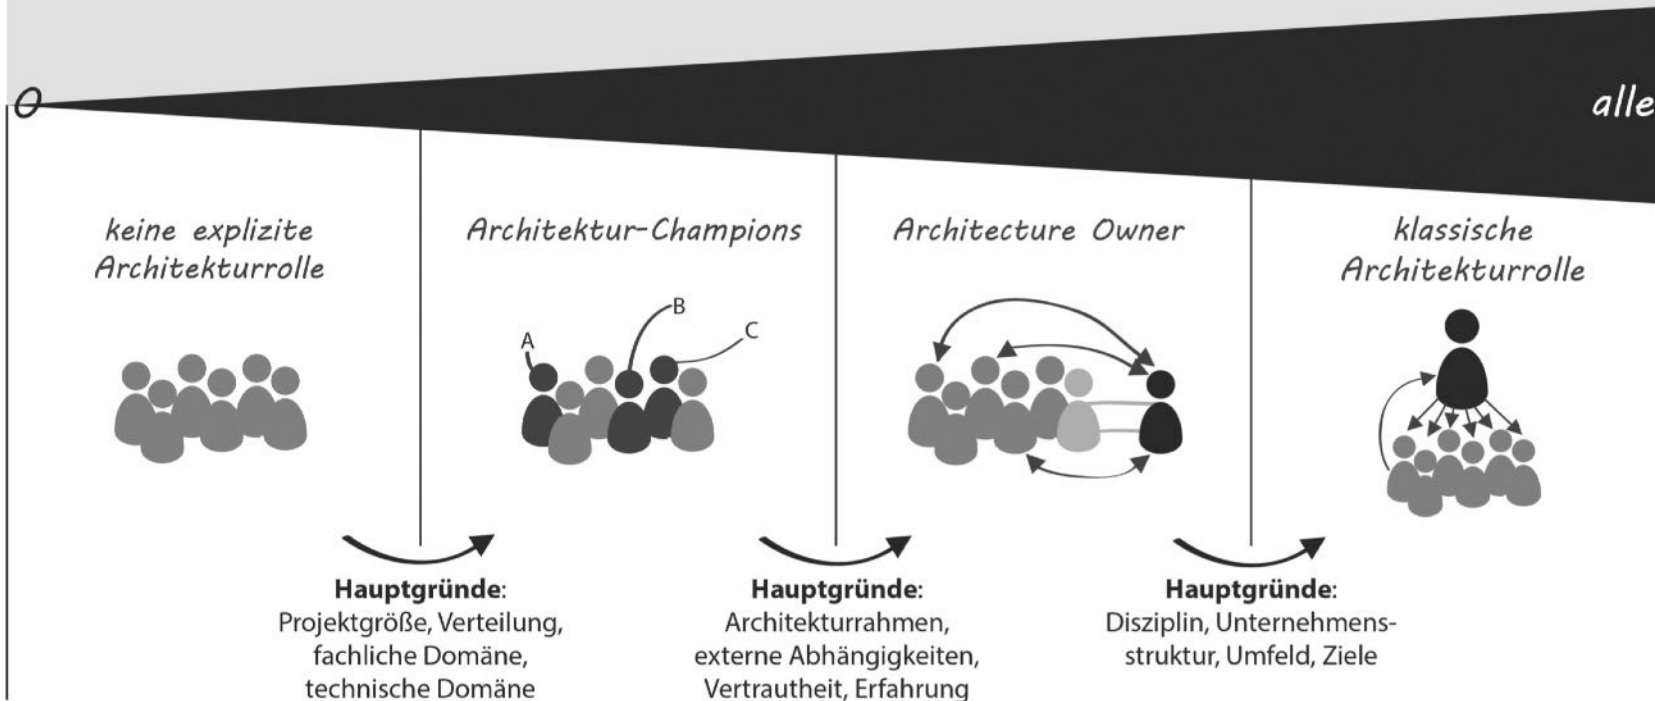 0
alle
keine explizite
Architekturrolle
Architektur-Champions
A
B
C
Architecture Owner
klassische
Architekturrolle
Hauptgründe:
Projektgröße, Verteilung,
fachliche Domäne,
technische Domäne
Hauptgründe:
Architekturrahmen,
externe Abhängigkeiten,
Vertrautheit, Erfahrung
Hauptgründe:
Disziplin, Unternehmens-
struktur, Umfeld, Ziele